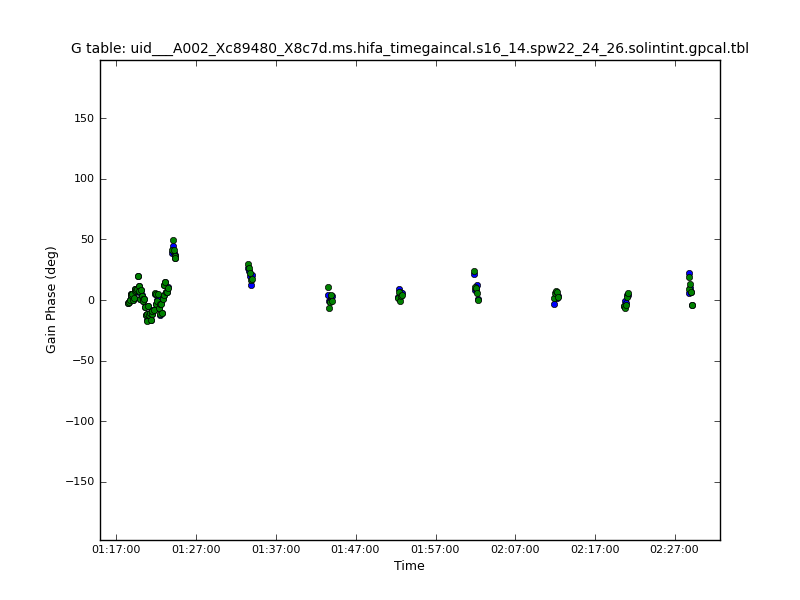 G table: uid___A002_Xc89480_X8c7d.ms.hifa_timegaincal.s16_14.spw22_24_26.solintint.gpcal.tbl
150
100
50
0
−50
−100
−150
Gain Phase (deg)
01:17:00 01:27:00 01:37:00 01:47:00 01:57:00 02:07:00 02:17:00 02:27:00
Time